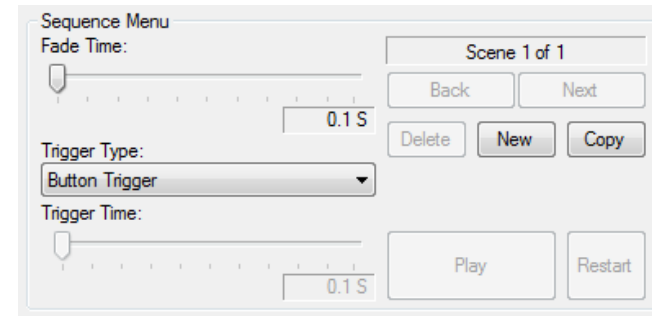 Sequence Menu
Fade Time:
0.1 S
Trigger Type:
Button Trigger
Trigger Time:
0.1 S
Scene 1 of 1
Back Next
Delete New Copy
Play Restart